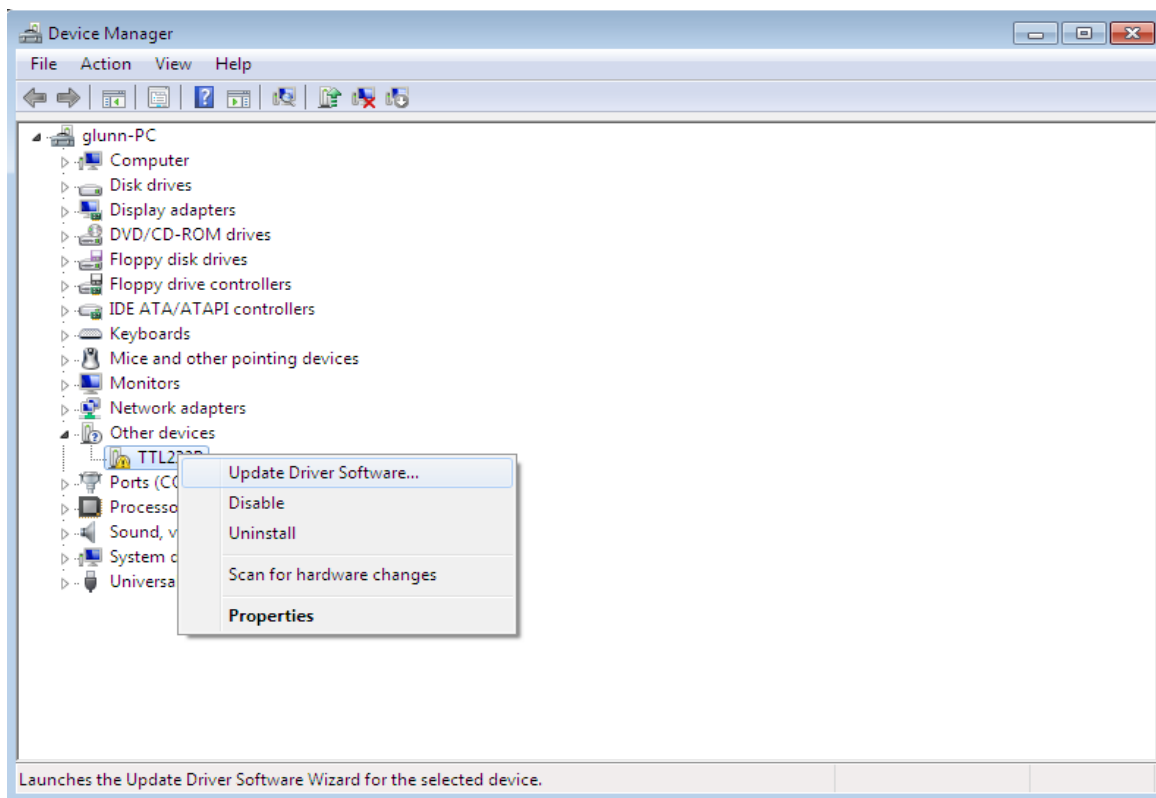 Device Manager
File Action View Help
glunn-PC
Computer
Disk drives
Display adapters
DVD/CD-ROM drives
Floppy disk drives
Floppy drive controllers
IDE ATA/ATAPI controllers
Keyboards
Mice and other pointing devices
Monitors
Network adapters
Other devices
Ports
Sound,
System
Update Driver Software...
Disable
Uninstall
Scan for hardware changes
Properties
Launches the Update Driver Software Wizard for the selected device.